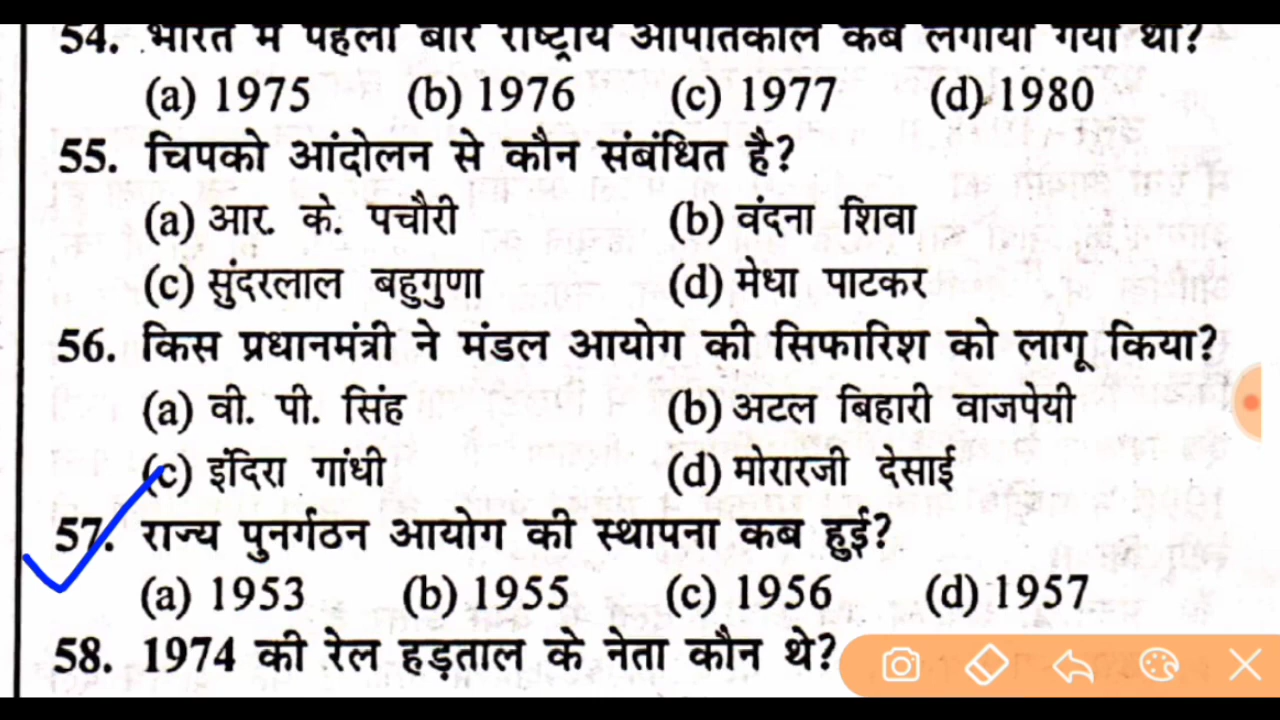 54. भारत में पहली बार राष्ट्रीय आपातकाल कब लगाया गया था?
(a) 1975 (b) 1976 (c) 1977 (d) 1980
55. चिपको आंदोलन से कौन संबंधित है?
(a) आर. के. पचौरी (b) वंदना शिवा
(c) सुंदरलाल बहुगुणा (d) मेधा पाटकर
56. किस प्रधानमंत्री ने मंडल आयोग की सिफारिश को लागू किया?
(a) वी. पी. सिंह (b) अटल बिहारी वाजपेयी
(c) इंदिरा गांधी (d) मोरारजी देसाई
57. राज्य पुनर्गठन आयोग की स्थापना कब हुई?
(a) 1953 (b) 1955 (c) 1956 (d) 1957
58. 1974 की रेल हड़ताल के नेता कौन थे?